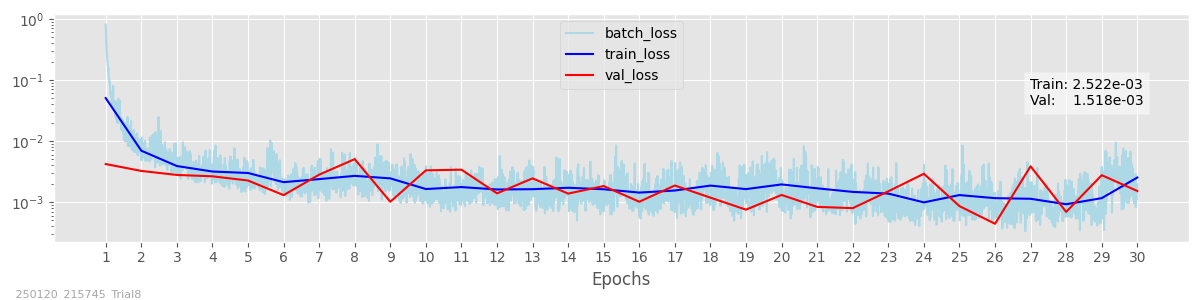 10⁰
batch_loss
train_loss
val_loss
10⁻¹
Train: 2.522e-03
Val: 1.518e-03
10⁻²
10⁻³
1 2 3 4 5 6 7 8 9 10 11 12 13 14 15 16 17 18 19 20 21 22 23 24 25 26 27 28 29 30
Epochs
250120_215745_Trial8